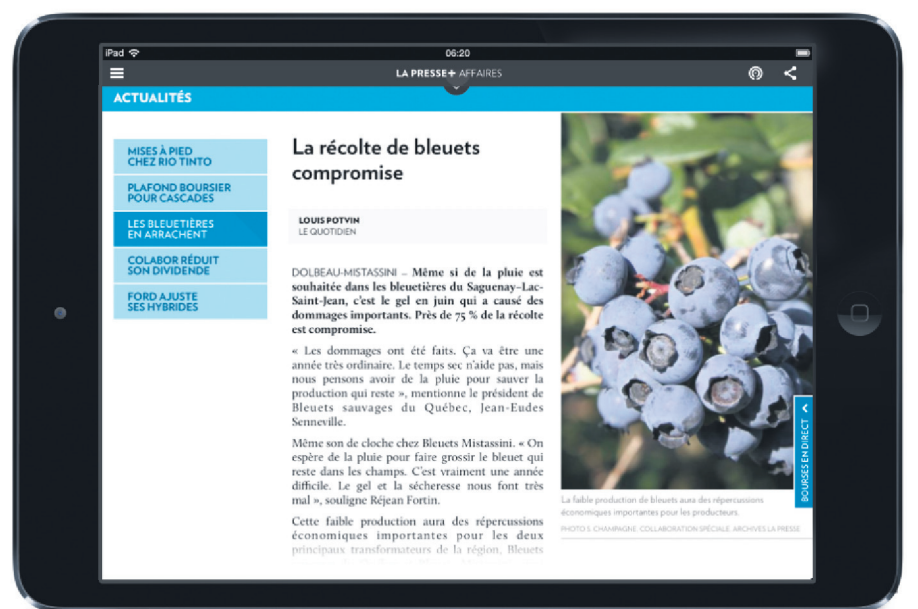 iPad
06:20
LA PRESSE+ AFFAIRES
ACTUALITÉS
MISES À PIED
CHEZ RIO TINTO
PLAFOND BOURSIER
POUR CASCADES
LES BLEUETIÈRES
EN ARRACHENT
COLABOR RÉDUIT
SON DIVIDENDE
FORD AJUSTE
SES HYBRIDES
La récolte de bleuets
compromise
LOUIS POTVIN
LE QUOTIDIEN
DOLBEAU-MISTASSINI – Même si de la pluie est
souhaitée dans les bleuetières du Saguenay–Lac-
Saint-Jean, c'est le gel en juin qui a causé des
dommages importants. Près de 75 % de la récolte
est compromise.
« Les dommages ont été faits. Ça va être une
année très ordinaire. Le temps sec n'aide pas, mais
nous pensons avoir de la pluie pour sauver la
production qui reste », mentionne le président de
Bleuets sauvages du Québec, Jean-Eudes
Senneville.
Même son de cloche chez Bleuets Mistassini. « On
espère de la pluie pour faire grossir le bleuet qui
reste dans les champs. C'est vraiment une année
difficile. Le gel et la sécheresse nous font très
mal », souligne Réjean Fortin.
Cette faible production aura des répercussions
économiques importantes pour les deux
principaux transformateurs de la région, Bleuets
BOURSES EN DIRECT
La faible production de bleuets aura des répercussions
économiques importantes pour les producteurs.
PHOTO S. CHAMPAGNE, COLLABORATION SPÉCIALE, ARCHIVES LA PRESSE